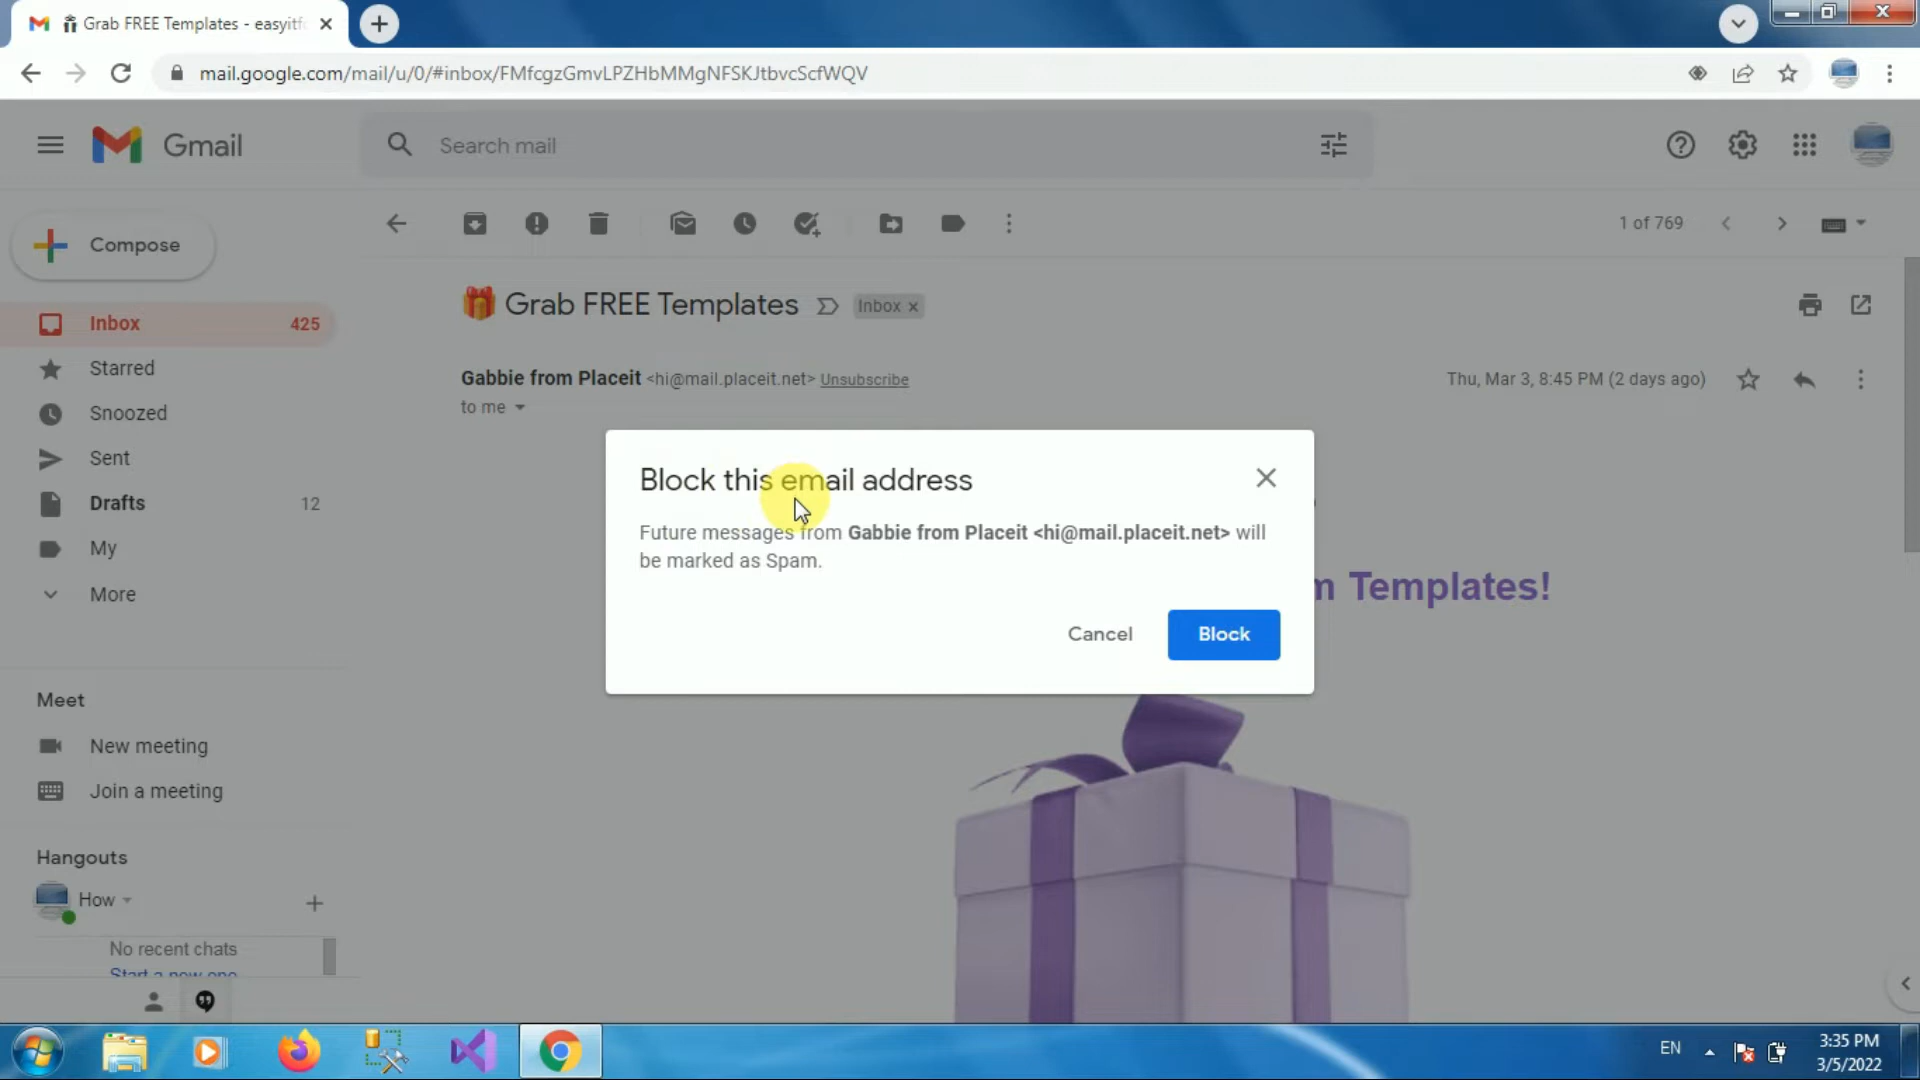 Grab FREE Templates - easyitf
mail.google.com/mail/u/0/#inbox/FMfcgzGmvLPZHbMMgNFSKJtbvcScfWQV
Gmail
Search mail
1 of 769
Compose
Grab FREE Templates
Inbox ×
Inbox 425
Starred
Gabbie from Placeit <hi@mail.placeit.net> Unsubscribe
Thu, Mar 3, 8:45 PM (2 days ago)
to me
Snoozed
Sent
Drafts 12
My
More
Block this email address
Future messages from Gabbie from Placeit <hi@mail.placeit.net> will
be marked as Spam.
Cancel
Block
Templates!
Meet
New meeting
Join a meeting
Hangouts
How
No recent chats
Start a new one
EN
3:35 PM
3/5/2022